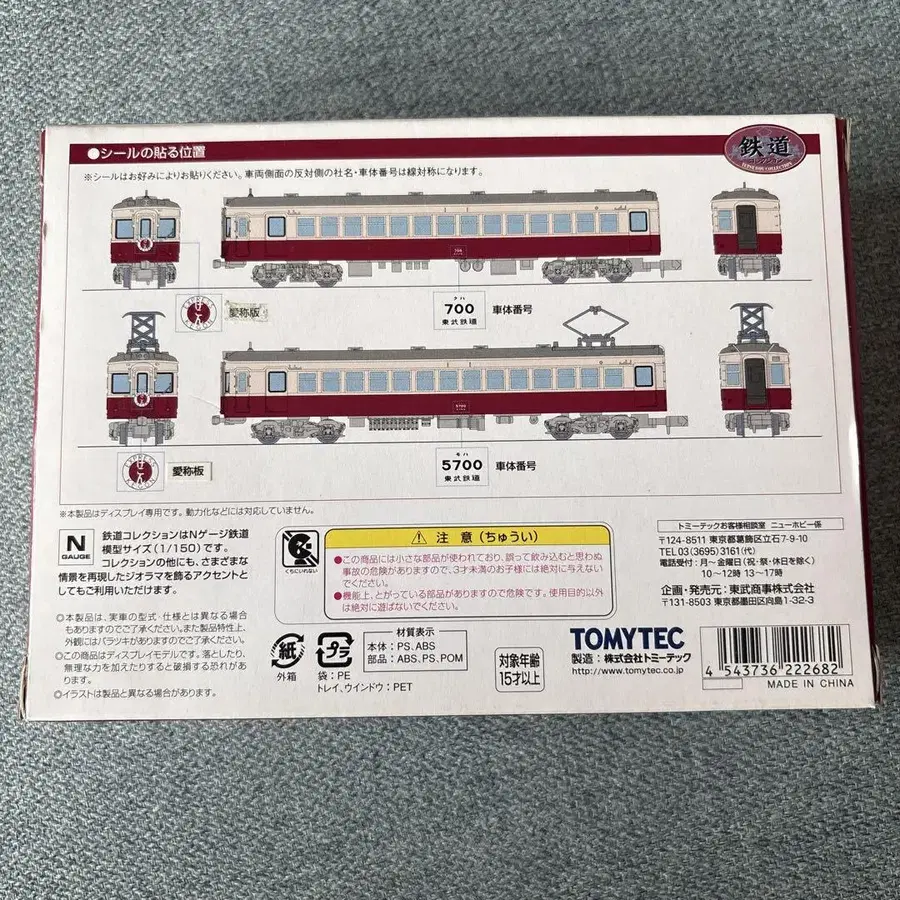 ●シールの貼る位置
鉄道
コレクション
※シールはお好みによりお貼りください。車両側面の反対側の社名・車体番号は線対称になります。
愛称版
クハ
700
東武鉄道
車体番号
愛称板
モハ
5700
東武鉄道
車体番号
※本製品はディスプレイ専用です。動力化などには対応していません。
N
GAUGE
鉄道コレクションはNゲージ鉄道
模型サイズ(1/150)です。
コレクションの他にも、さまざまな
情景を再現したジオラマを飾るアクセントと
してもご利用いただけます。
※本品は、実車の型式・仕様とは異なる場合
もありますのでご了承ください。また製品特性上、
外観にはバラツキがありますのでご了承ください。
※この商品はディスプレイモデルです。落としたり、
無理な力を加えたりすると破損する恐れがあ
ります。
※イラストは製品と異なる場合があります。
くちにいれない
注意(ちゅうい)
●この商品には小さな部品が使われており、誤って飲み込むと思わぬ
事故の危険がありますので、3才未満のお子様には絶対に与えない
でください。
●機能上、とがっている部品がありますので危険です。使用目的以外
は絶対に遊ばないでください。
紙
外箱
プラ
袋:PE
トレイ、ウインドウ:PET
材質表示
本体:PS、ABS
部品:ABS、PS、POM
対象年齢
15才以上
トミーテックお客様相談室 ニューホビー係
〒124-8511 東京都葛飾区立石7-9-10
TEL 03(3695)3161(代)
電話受付:月〜金曜日(祝・祭・休日を除く)
10〜12時 13〜17時
企画・発売元:東武商事株式会社
〒131-8503 東京都墨田区向島1-32-3
TOMYTEC
製造:株式会社トミーテック
http://www.tomytec.co.jp
4 543736 222682
MADE IN CHINA